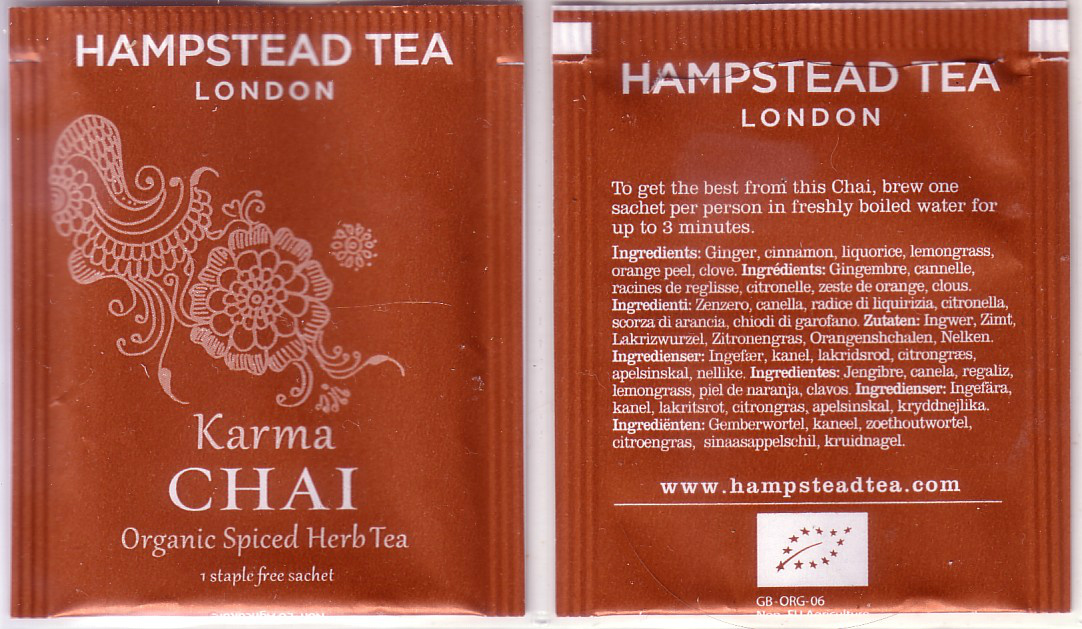 HAMPSTEAD TEA
LONDON
Karma
CHAI
Organic Spiced Herb Tea
1 staple free sachet
HAMPSTEAD TEA
LONDON
To get the best from this Chai, brew one
sachet per person in freshly boiled water for
up to 3 minutes.
Ingredients: Ginger, cinnamon, liquorice, lemongrass,
orange peel, clove. Ingrédients: Gingembre, cannelle,
racines de reglisse, citronelle, zeste de orange, clous.
Ingredienti: Zenzero, canella, radice di liquirizia, citronella,
scorza di arancia, chiodi di garofano. Zutaten: Ingwer, Zimt,
Lakrizwurzel, Zitronengras, Orangenshchalen, Nelken.
Ingredienser: Ingefær, kanel, lakridsrod, citrongræs,
apelsinskal, nellike. Ingredientes: Jengibre, canela, regaliz,
lemongrass, piel de naranja, clavos. Ingredienser: Ingefära,
kanel, lakritsrot, citrongras, apelsinskal, kryddnejlika.
Ingrediënten: Gemberwortel, kaneel, zoethoutwortel,
citroengras, sinaasappelschil, kruidnagel.
www.hampsteadtea.com
GB-ORG-06
Non-EU Agriculture